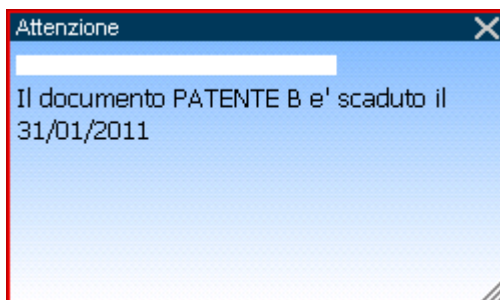 Attenzione
Il documento PATENTE B e' scaduto il
31/01/2011